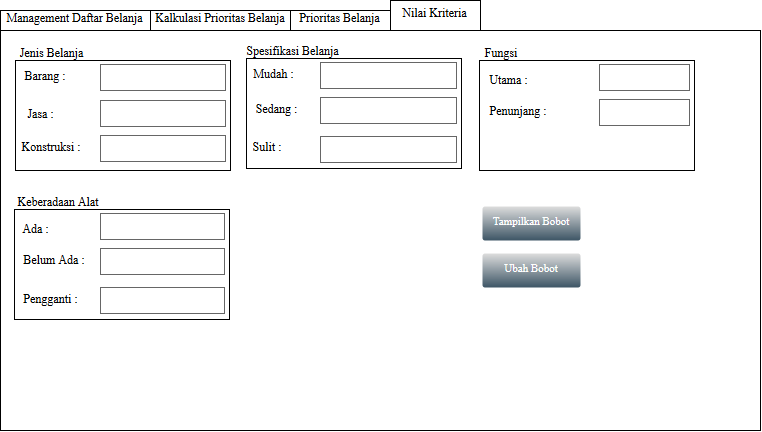 Management Daftar Belanja
Kalkulasi Prioritas Belanja
Prioritas Belanja
Nilai Kriteria
Jenis Belanja
Barang :
Jasa :
Konstruksi :
Spesifikasi Belanja
Mudah :
Sedang :
Sulit :
Fungsi
Utama :
Penunjang :
Keberadaan Alat
Ada :
Belum Ada :
Pengganti :
Tampilkan Bobot
Ubah Bobot